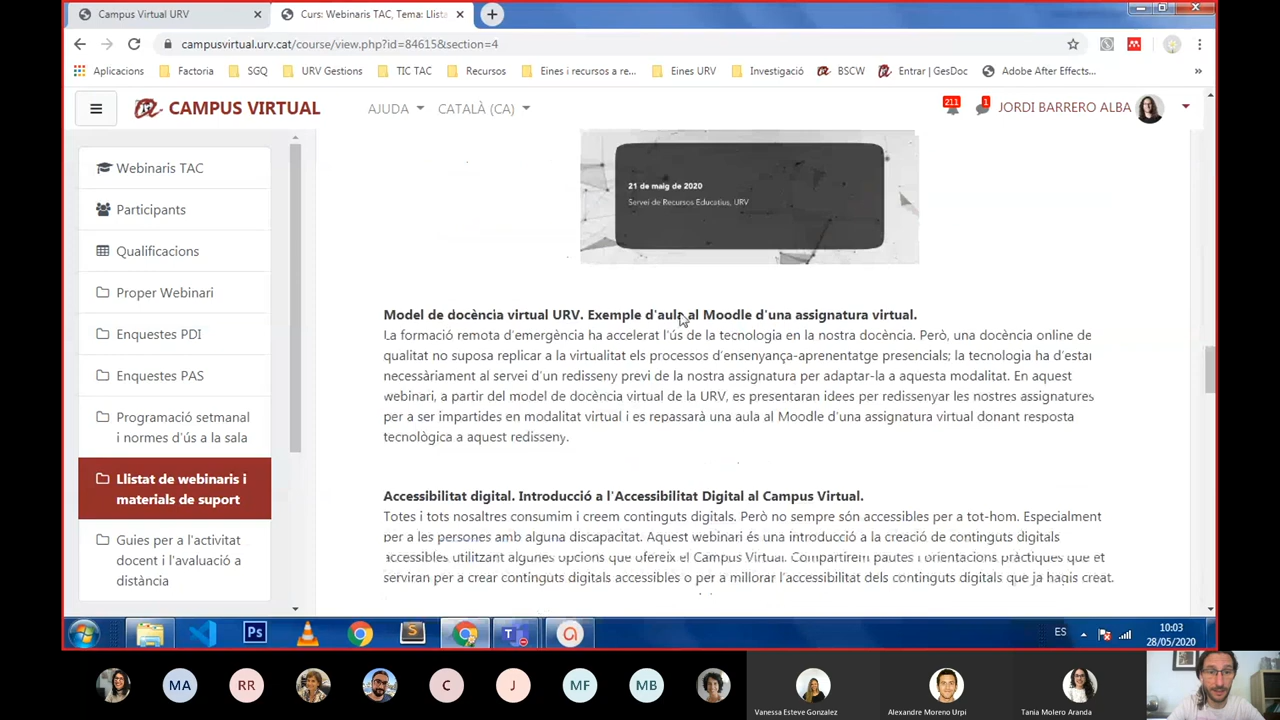 Campus Virtual URV
Curs: Webinaris TAC, Tema: Llista
campusvirtual.urv.cat/course/view.php?id=84615&section=4
Aplicacions Factoria SGQ URV Gestions TIC TAC Recursos Eines i recursos a re... Eines URV Investigació BSCW Entrar | GesDoc Adobe After Effects... »
CAMPUS VIRTUAL AJUDA CATALÀ (CA) 211 1 JORDI BARRERO ALBA
Webinaris TAC
Participants
Qualificacions
Proper Webinari
Enquestes PDI
Enquestes PAS
Programació setmanal
i normes d'ús a la sala
Llistat de webinaris i
materials de suport
Guies per a l'activitat
docent i l'avaluació a
distància
21 de maig de 2020
Servei de Recursos Educatius, URV
Model de docència virtual URV. Exemple d'aula al Moodle d'una assignatura virtual.
La formació remota d'emergència ha accelerat l'ús de la tecnologia en la nostra docència. Però, una docència online de
qualitat no suposa replicar a la virtualitat els processos d'ensenyança-aprenentatge presencials; la tecnologia ha d'estar
necessàriament al servei d'un redisseny previ de la nostra assignatura per adaptar-la a aquesta modalitat. En aquest
webinari, a partir del model de docència virtual de la URV, es presentaran idees per redissenyar les nostres assignatures
per a ser impartides en modalitat virtual i es repassarà una aula al Moodle d'una assignatura virtual donant resposta
tecnològica a aquest redisseny.
Accessibilitat digital. Introducció a l'Accessibilitat Digital al Campus Virtual.
Totes i tots nosaltres consumim i creem continguts digitals. Però no sempre són accessibles per a tot-hom. Especialment
per a les persones amb alguna discapacitat. Aquest webinari és una introducció a la creació de continguts digitals
accessibles utilitzant algunes opcions que ofereix el Campus Virtual. Compartirem pautes i orientacions pràctiques que et
serviran per a crear continguts digitals accessibles o per a millorar l'accessibilitat dels continguts digitals que ja hagis creat.
Ps
ES
10:03
28/05/2020
MA RR C J MF MB
Vanessa Esteve Gonzalez
Alexandre Moreno Urpi
Tania Molero Aranda